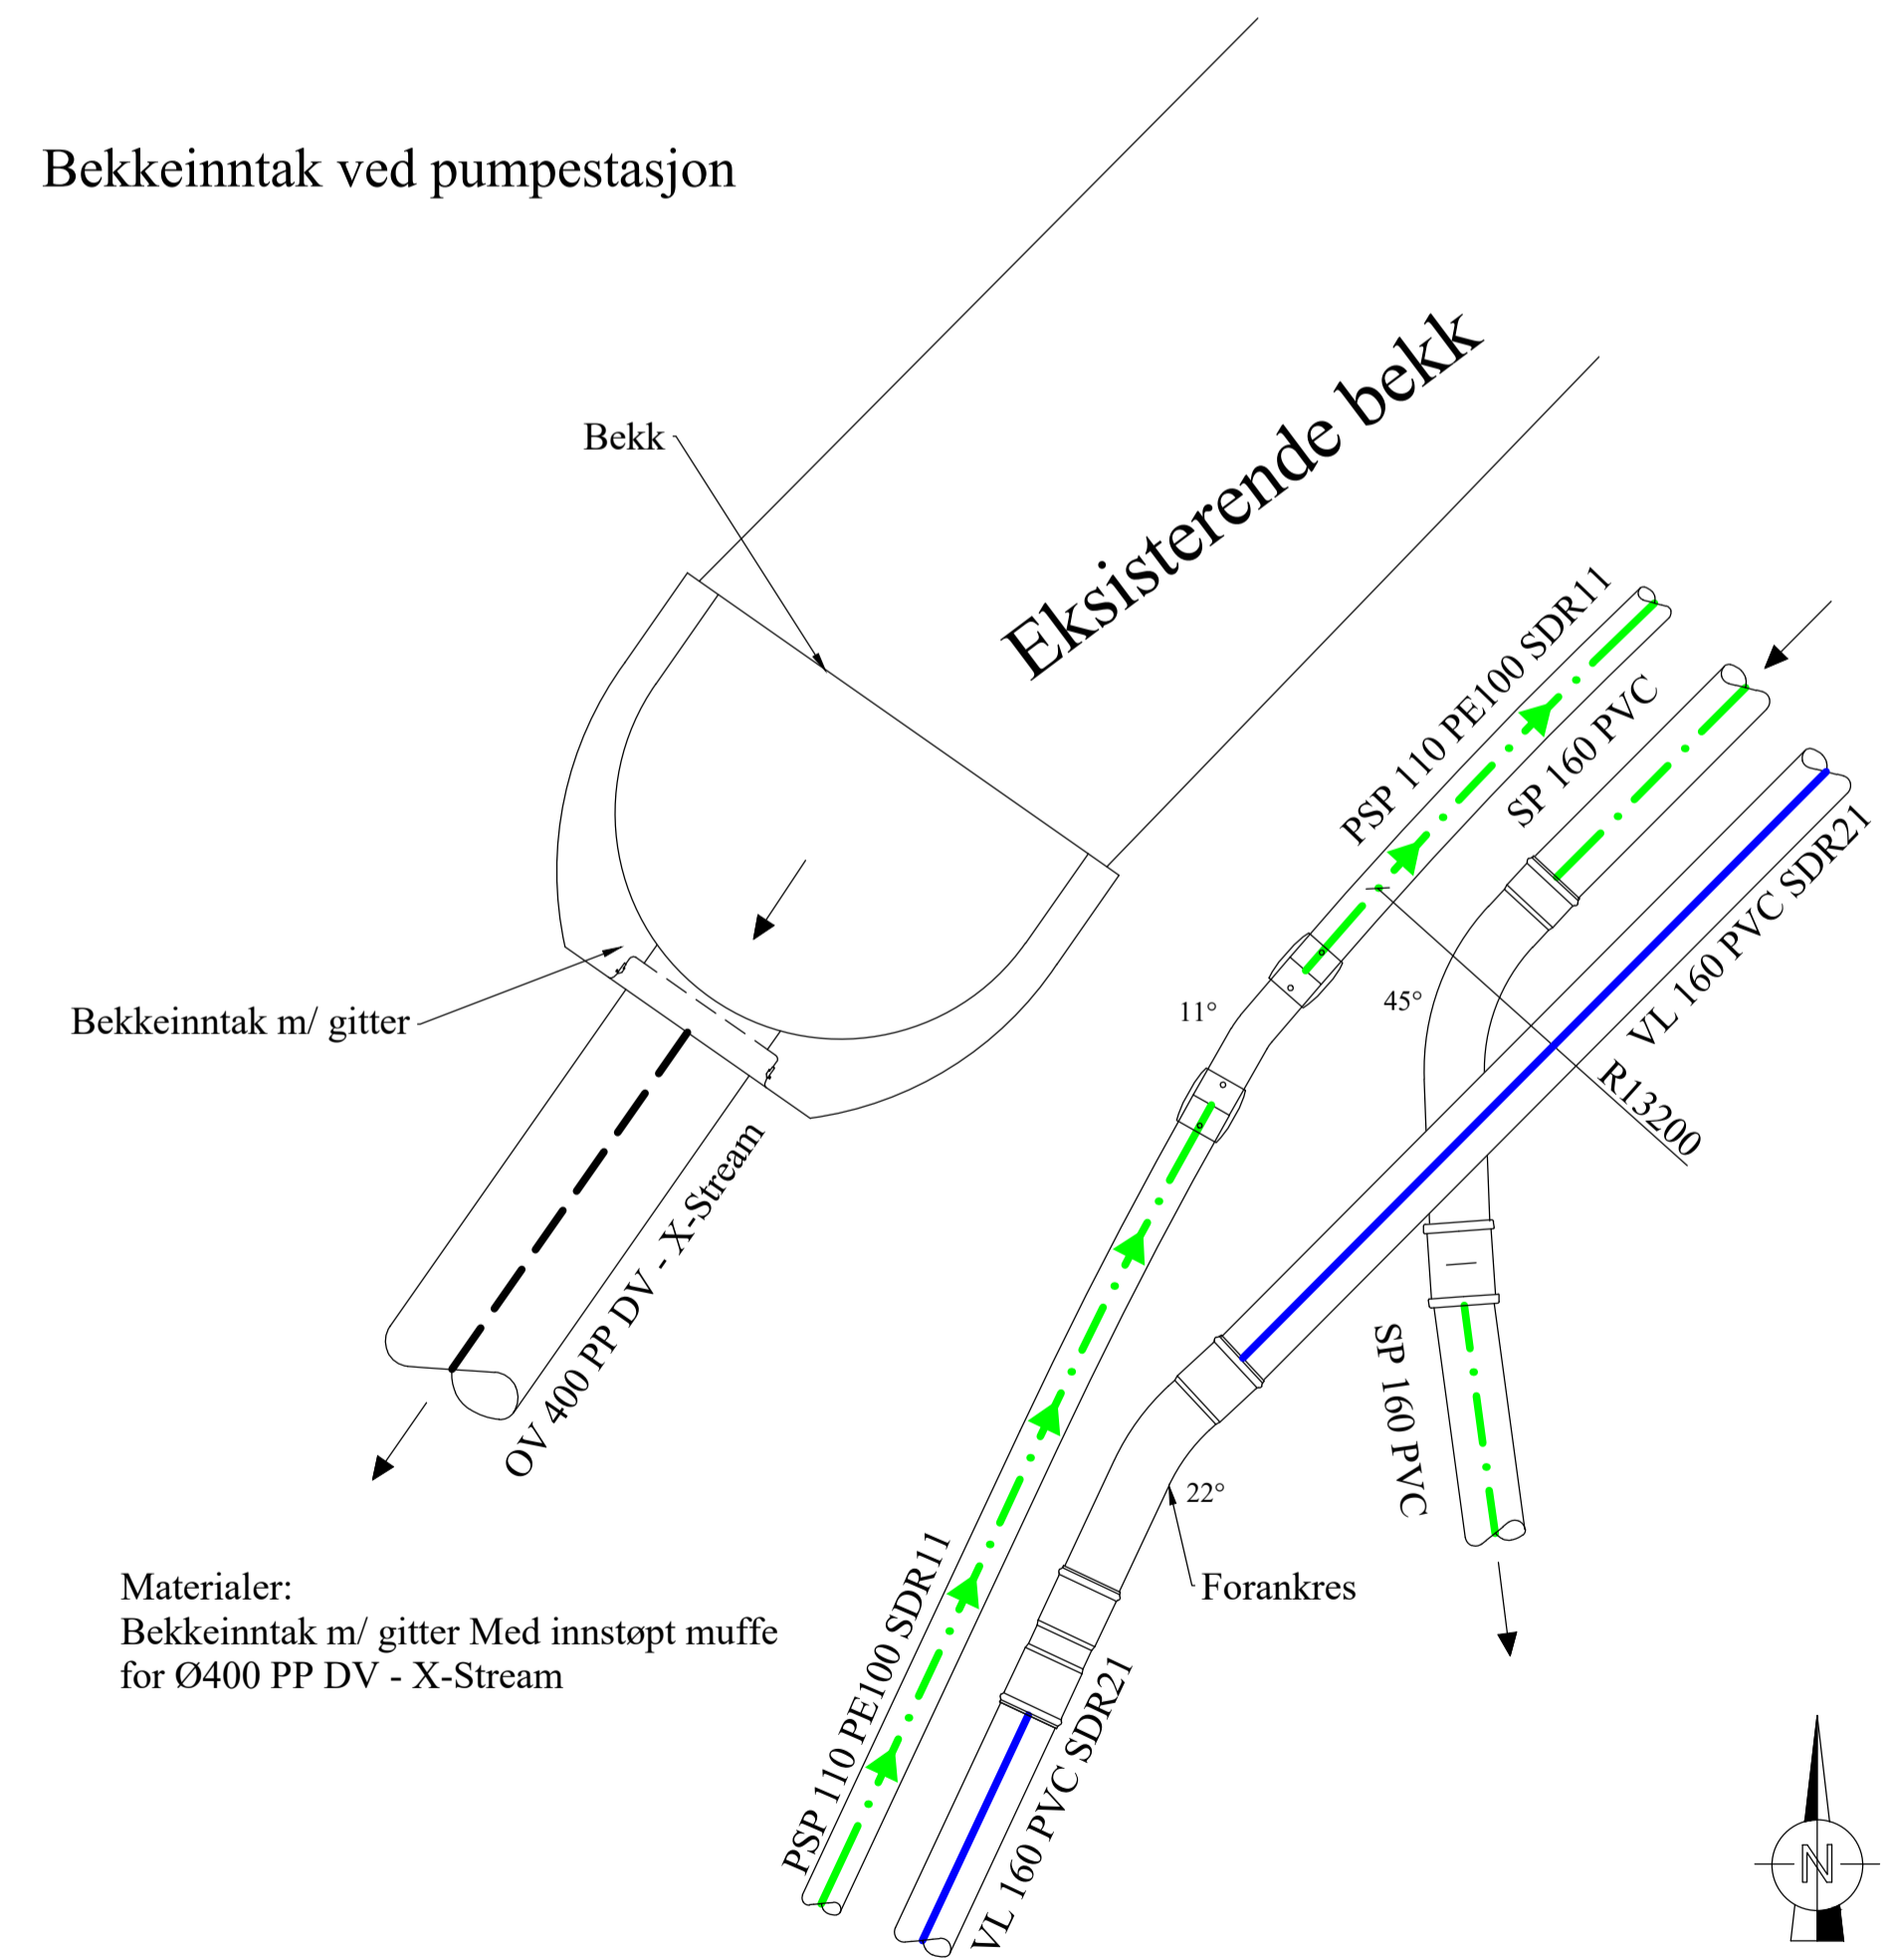 Bekkeinntak ved pumpestasjon
Bekk
Eksisterende bekk
PSP 110 PE100 SDR11
SP 160 PVC
VL 160 PVC SDR21
R13200
11°
45°
Bekkeinntak m/ gitter
OV 400 PP DV - X-Stream
SP 160 PVC
22°
Forankres
Materialer:
Bekkeinntak m/ gitter Med innstøpt muffe
for Ø400 PP DV - X-Stream
PSP 110 PE100 SDR11
VL 160 PVC SDR21
N